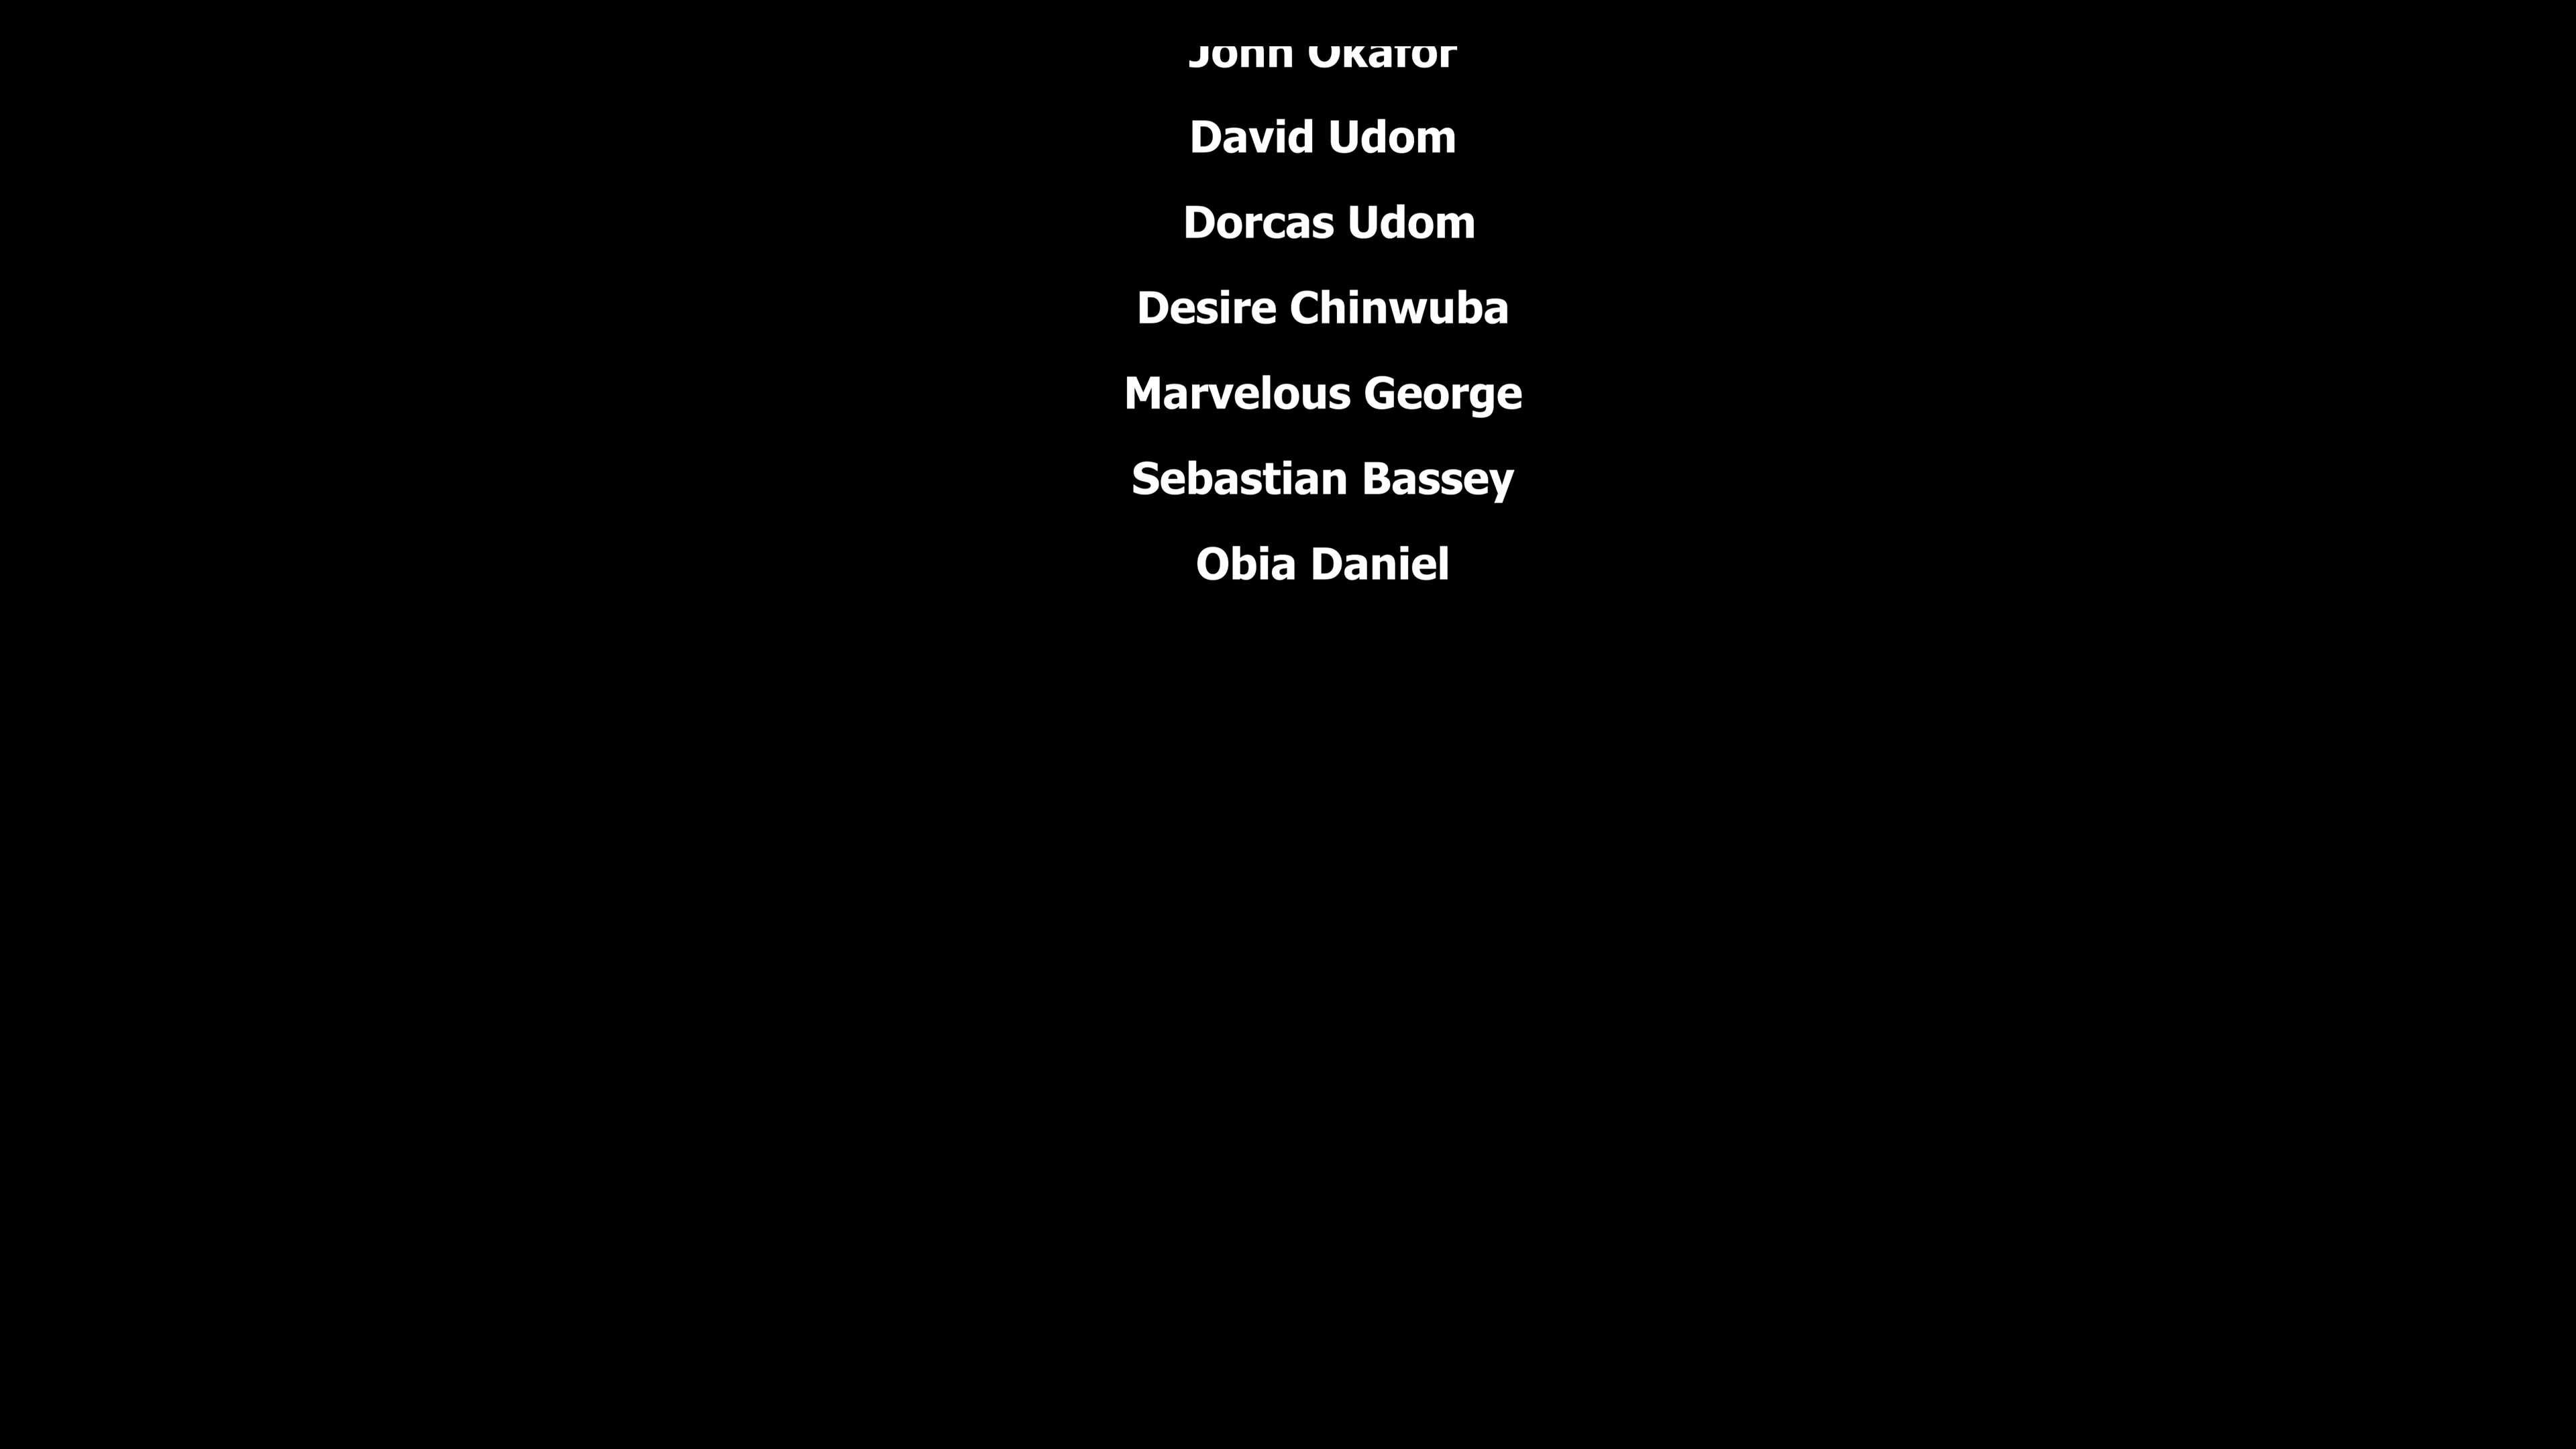 John Okafor
David Udom
Dorcas Udom
Desire Chinwuba
Marvelous George
Sebastian Bassey
Obia Daniel